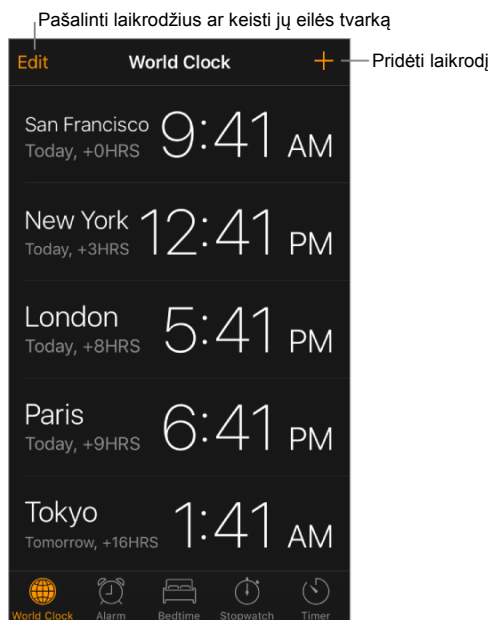 Pašalinti laikrodžius ar keisti jų eilės tvarką
Edit World Clock + Pridėti laikrodį
San Francisco 9:41 AM
Today, +0HRS
New York 12:41 PM
Today, +3HRS
London 5:41 PM
Today, +8HRS
Paris 6:41 PM
Today, +9HRS
Tokyo 1:41 AM
Tomorrow, +16HRS
World Clock Alarm Bedtime Stopwatch Timer